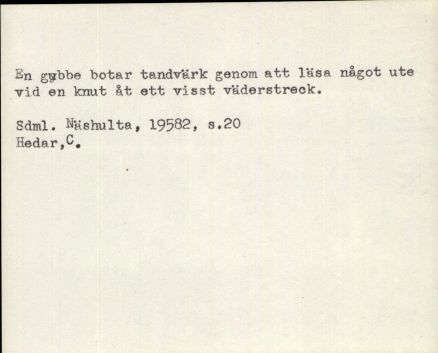 En gubbe botar tandvärk genom att läsa något ute
vid en knut åt ett visst väderstreck.
Sdml. Näshulta, 19582, s.20
Hedar,C.